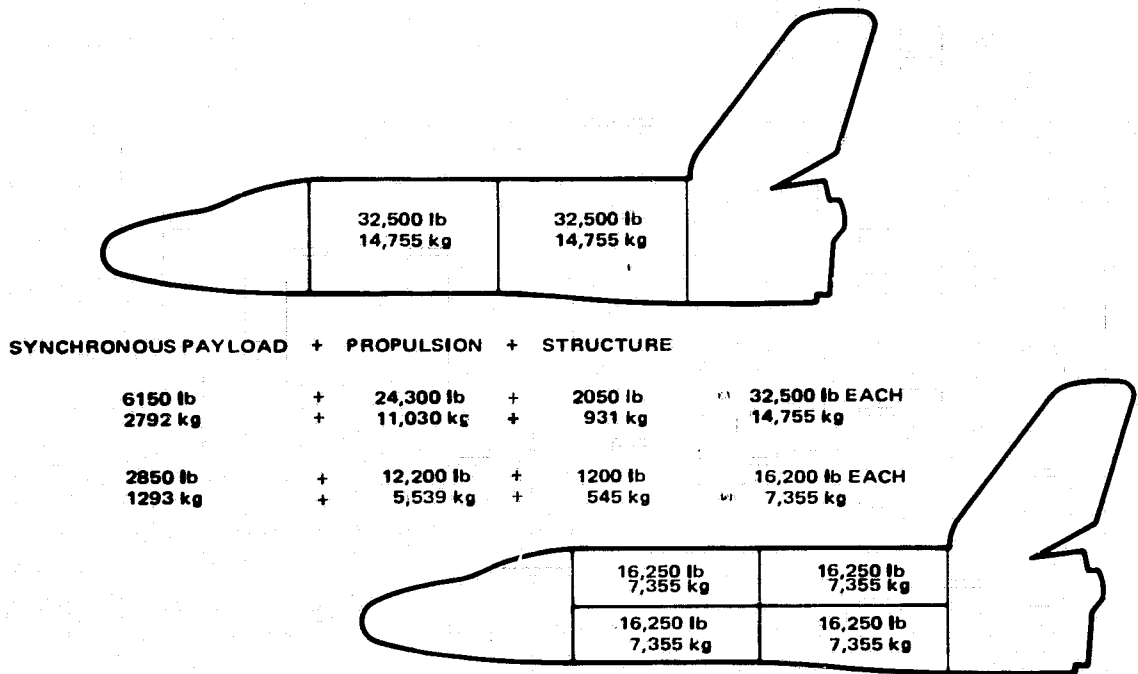 32,500 lb 32,500 lb
14,755 kg 14,755 kg
SYNCHRONOUS PAYLOAD + PROPULSION + STRUCTURE
6150 lb + 24,300 lb + 2050 lb 32,500 lb EACH
2792 kg + 11,030 kg + 931 kg 14,755 kg
2850 lb + 12,200 lb + 1200 lb 16,200 lb EACH
1293 kg + 5,539 kg + 545 kg 7,355 kg
16,250 lb 16,250 lb
7,355 kg 7,355 kg
16,250 lb 16,250 lb
7,355 kg 7,355 kg